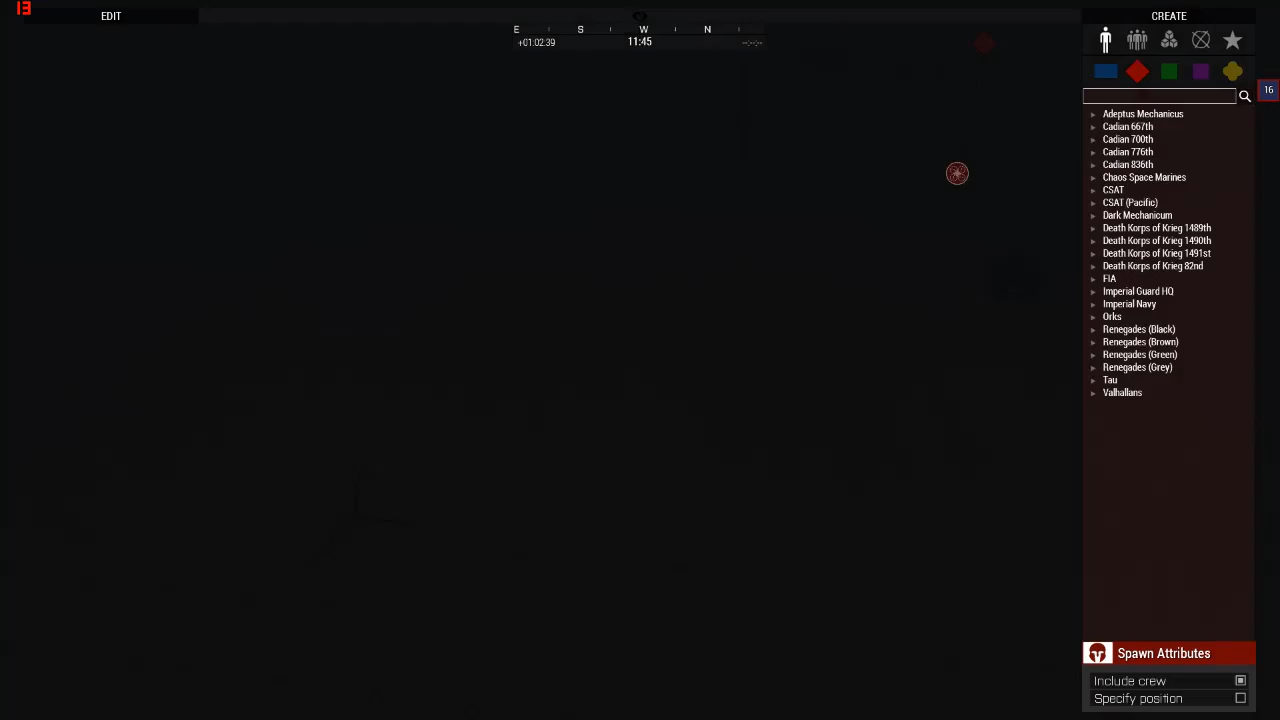 13
EDIT
CREATE
E S W N
+01:02.39 11:45 --:--:--
16
Adeptus Mechanicus
Cadian 667th
Cadian 700th
Cadian 776th
Cadian 836th
Chaos Space Marines
CSAT
CSAT (Pacific)
Dark Mechanicum
Death Korps of Krieg 1489th
Death Korps of Krieg 1490th
Death Korps of Krieg 1491st
Death Korps of Krieg 82nd
FIA
Imperial Guard HQ
Imperial Navy
Orks
Renegades (Black)
Renegades (Brown)
Renegades (Green)
Renegades (Grey)
Tau
Valhallans
Spawn Attributes
Include crew
Specify position